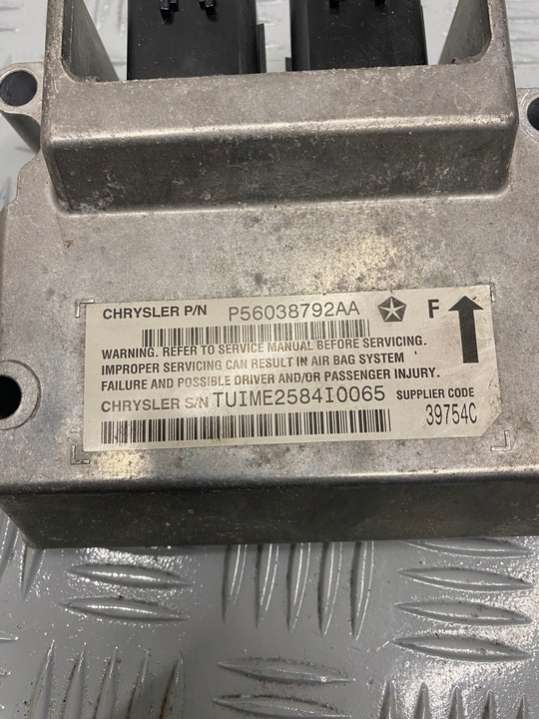 CHRYSLER P/N P56038792AA F
WARNING. REFER TO SERVICE MANUAL BEFORE SERVICING.
IMPROPER SERVICING CAN RESULT IN AIR BAG SYSTEM
FAILURE AND POSSIBLE DRIVER AND/OR PASSENGER INJURY.
CHRYSLER S/N TUIME2584I0065 SUPPLIER CODE
39754C